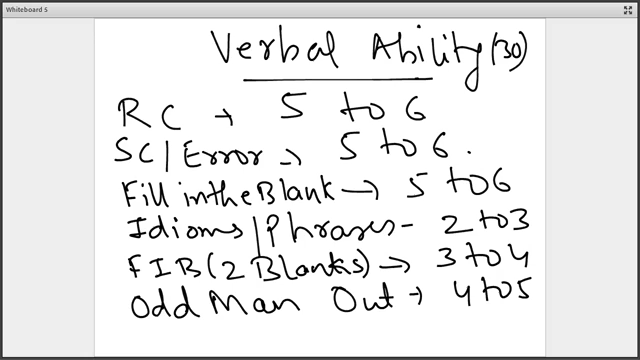 Whiteboard 5
Verbal Ability (30)
RC → 5 to 6
SC/Error → 5 to 6.
Fill in the Blank → 5 to 6
Idioms/Phrases - 2 to 3
FIB (2 Blanks) → 3 to 4
Odd Man Out → 4 to 5